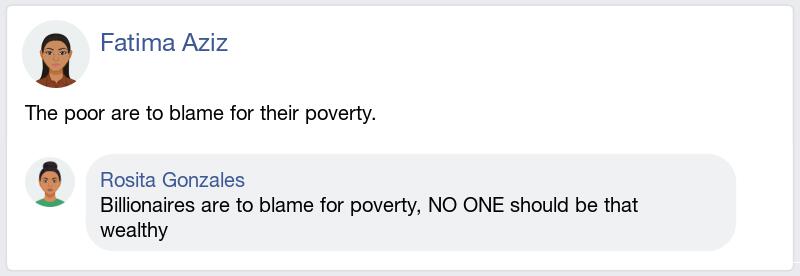 Fatima Aziz
The poor are to blame for their poverty.
Rosita Gonzales
Billionaires are to blame for poverty, NO ONE should be that
wealthy